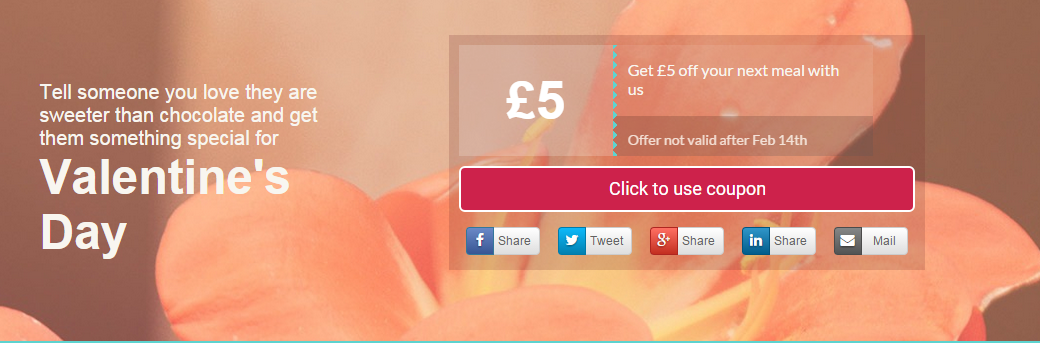 Tell someone you love they are
sweeter than chocolate and get
them something special for
Valentine's
Day
£5
Get £5 off your next meal with
us
Offer not valid after Feb 14th
Click to use coupon
f Share
Tweet
g+ Share
in Share
Mail